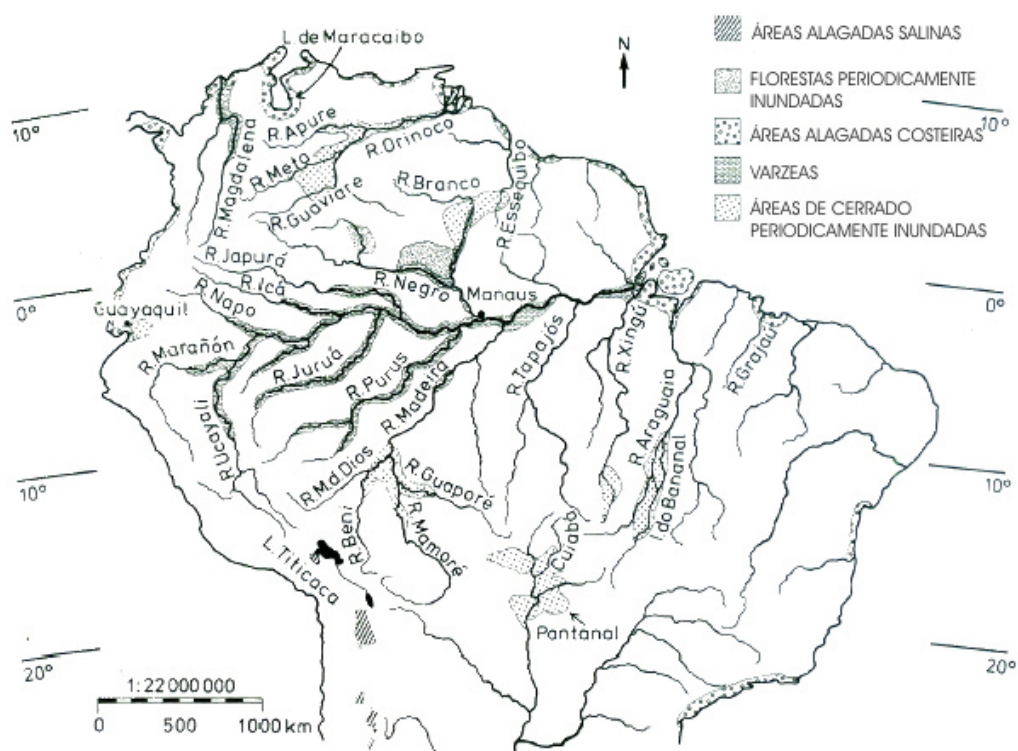 L. de Maracaibo
N
ÁREAS ALAGADAS SALINAS
FLORESTAS PERIODICAMENTE
INUNDADAS
ÁREAS ALAGADAS COSTEIRAS
VARZEAS
ÁREAS DE CERRADO
PERIODICAMENTE INUNDADAS
10°
10°
R. Apure
R. Orinoco
R. Meta
R. Magdalena
R. Guaviare
R. Branco
R. Essequibo
R. Japurá
R. Icá
R. Negro
Manaus
R. Napo
0°
0°
Guayaquil
R. Marañón
R. Juruá
R. Purus
R. Madeira
R. Tapajós
R. Xingú
R. Grajaú
R. Ucayali
R. Araguaia
do Bananal
10°
10°
R. M. d. Dios
R. Guaporé
R. Beni
R. Mamoré
Cuiabá
L. Titicaca
Pantanal
20°
20°
1:22 000 000
0 500 1000 km